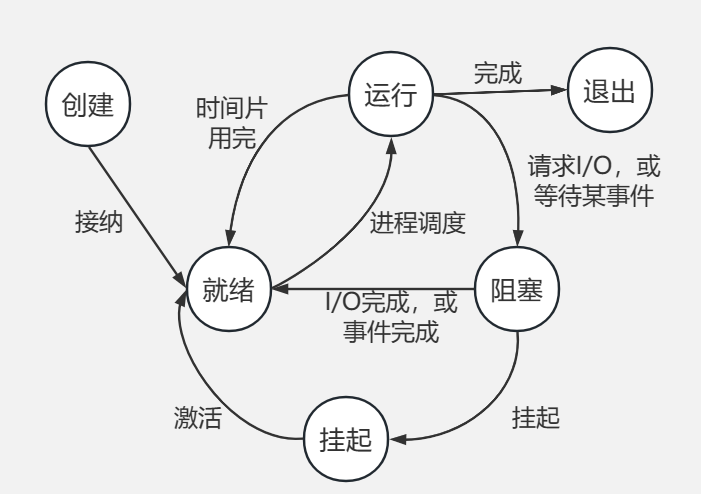 创建
运行
完成
退出
时间片
用完
请求I/O，或
等待某事件
接纳
进程调度
就绪
阻塞
I/O完成，或
事件完成
激活
挂起
挂起